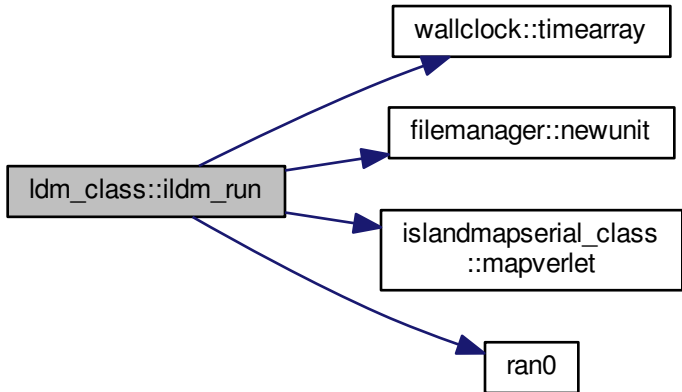 wallclock::timearray
filemanager::newunit
ldm_class::ildm_run
islandmapserial_class
::mapverlet
ran0